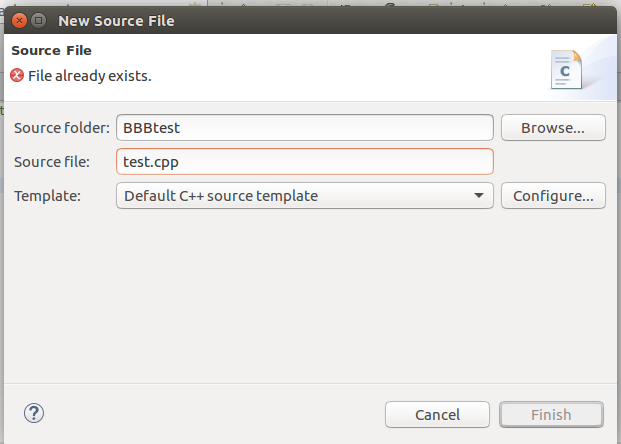 New Source File
Source File
File already exists.
Source folder: BBBtest Browse...
Source file: test.cpp
Template: Default C++ source template Configure...
Cancel Finish